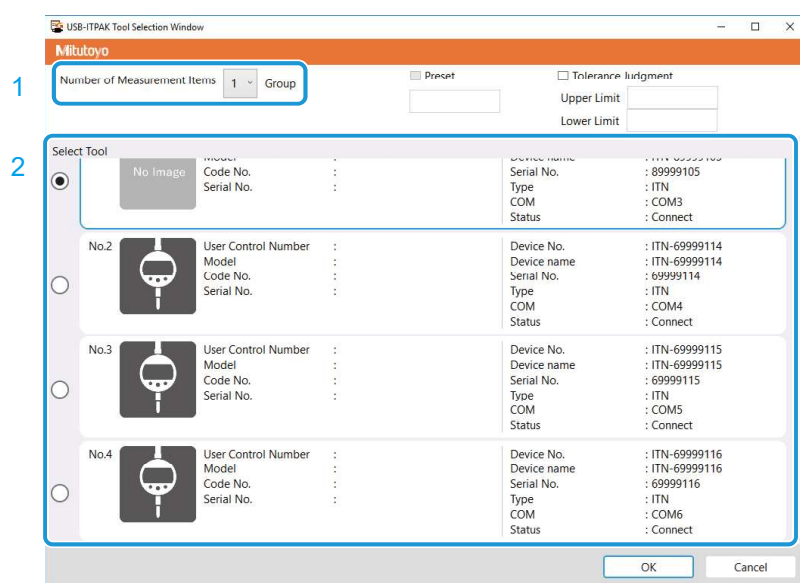 USB-ITPAK Tool Selection Window
Mitutoyo
1
Number of Measurement Items 1 Group
Preset
Tolerance Judgment
Upper Limit
Lower Limit
2
Select Tool
No Image
Model :
Code No. :
Serial No. :
Device name
Serial No. : 89999105
Type : ITN
COM : COM3
Status : Connect
No.2
User Control Number :
Model :
Code No. :
Serial No. :
Device No. : ITN-69999114
Device name : ITN-69999114
Serial No. : 69999114
Type : ITN
COM : COM4
Status : Connect
No.3
User Control Number :
Model :
Code No. :
Serial No. :
Device No. : ITN-69999115
Device name : ITN-69999115
Serial No. : 69999115
Type : ITN
COM : COM5
Status : Connect
No.4
User Control Number :
Model :
Code No. :
Serial No. :
Device No. : ITN-69999116
Device name : ITN-69999116
Serial No. : 69999116
Type : ITN
COM : COM6
Status : Connect
OK
Cancel